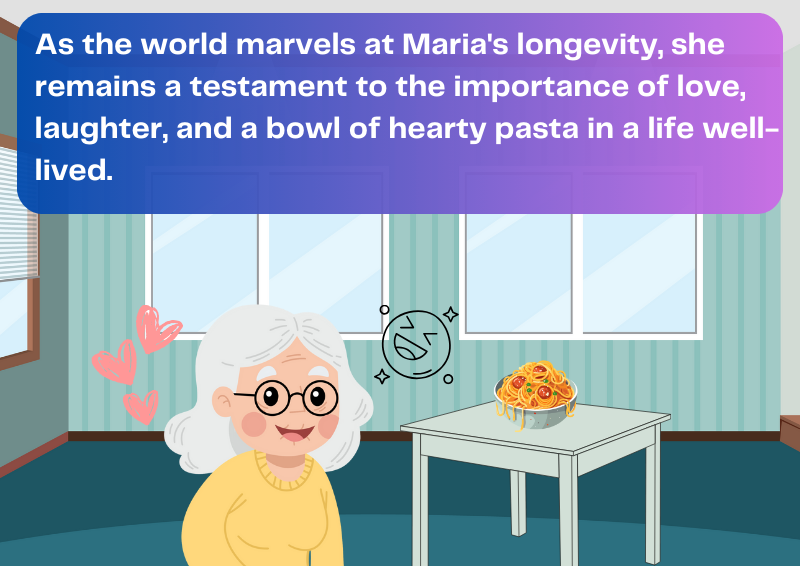 As the world marvels at Maria's longevity, she
remains a testament to the importance of love,
laughter, and a bowl of hearty pasta in a life well-
lived.